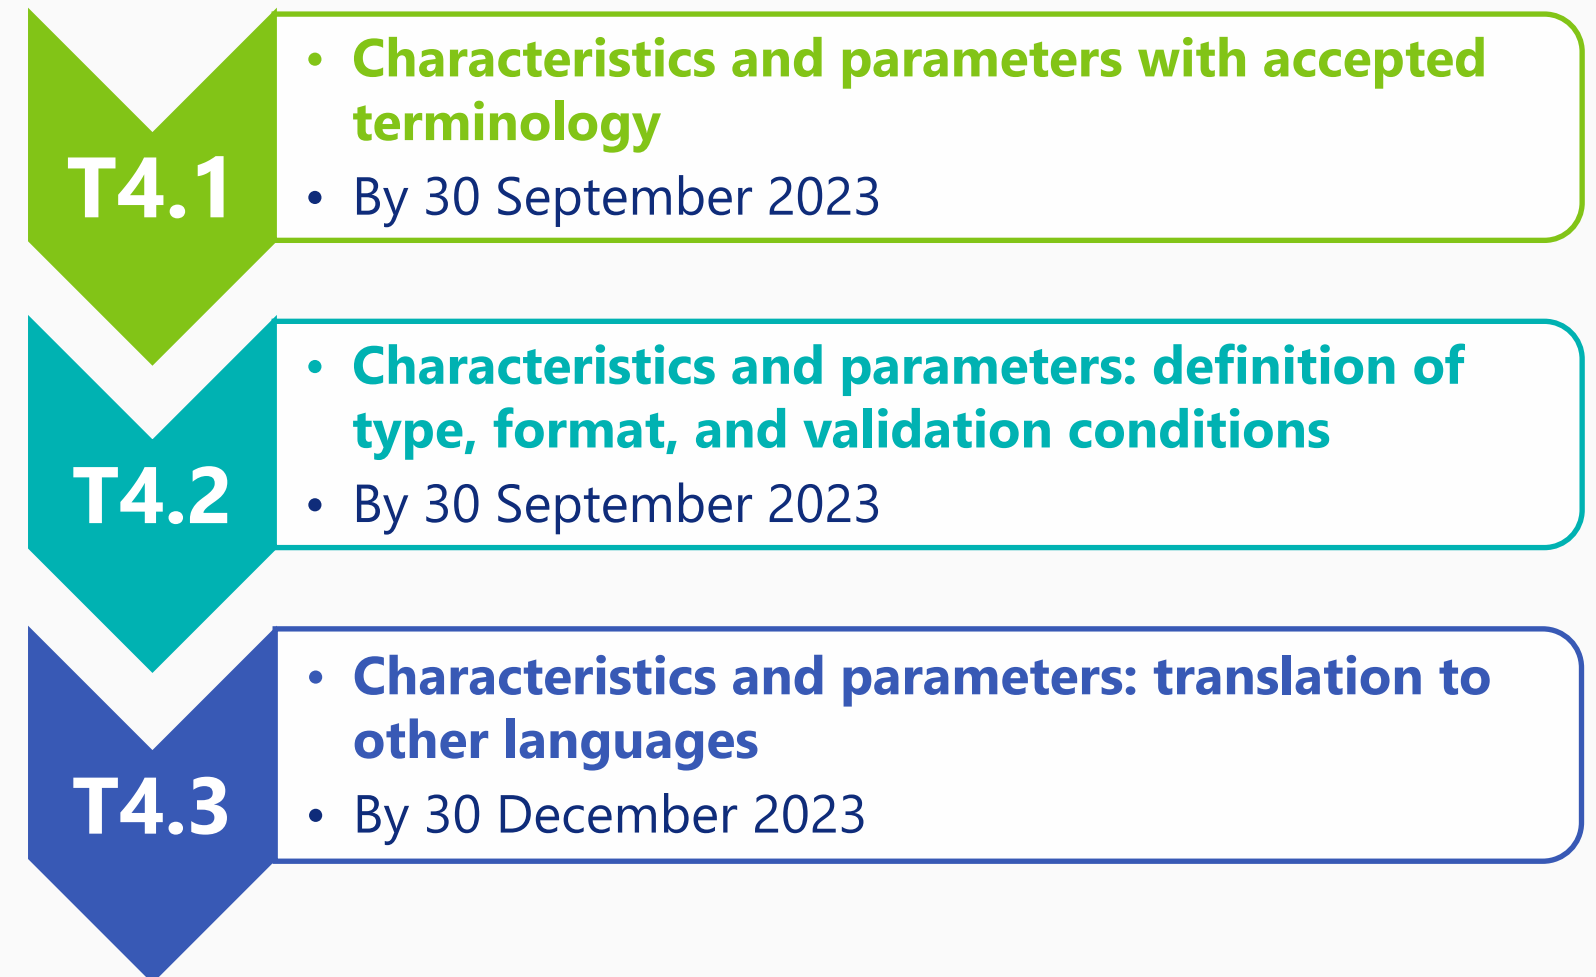 T4.1
• Characteristics and parameters with accepted
terminology
• By 30 September 2023
T4.2
• Characteristics and parameters: definition of
type, format, and validation conditions
• By 30 September 2023
T4.3
• Characteristics and parameters: translation to
other languages
• By 30 December 2023